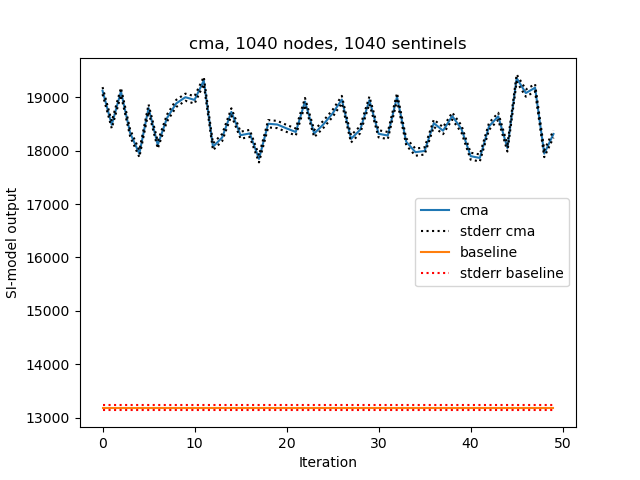 cma, 1040 nodes, 1040 sentinels
SI-model output
19000
18000
17000
16000
15000
14000
13000
cma
stderr cma
baseline
stderr baseline
0
10
20
30
40
50
Iteration